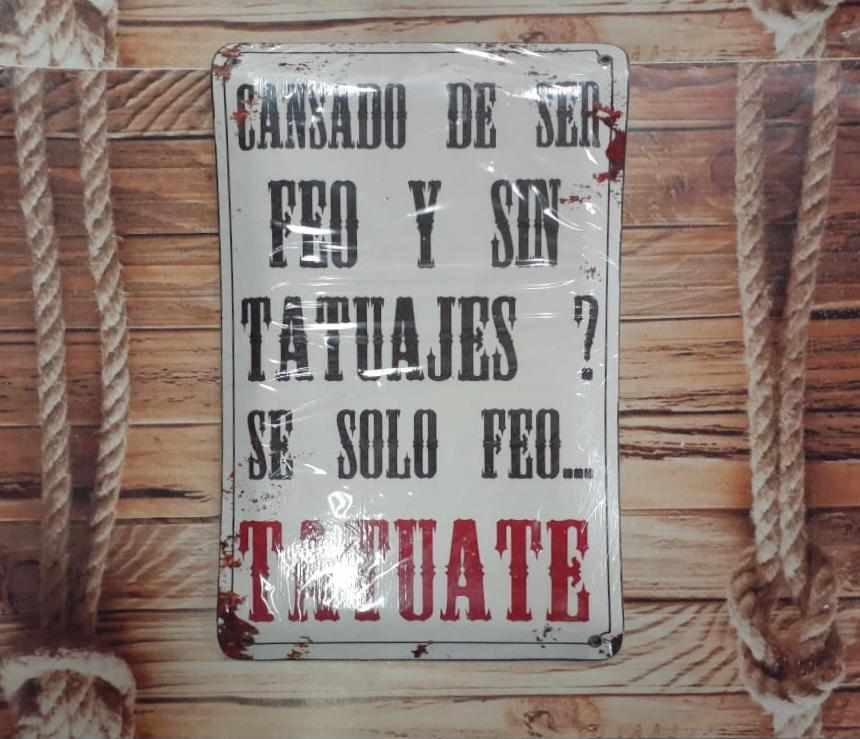 CANSADO DE SER
FEO Y SIN
TATUAJES ?
SE SOLO FEO....
TATUATE